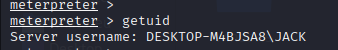 meterpreter >
meterpreter > getuid
Server username: DESKTOP-M4BJSA8\JACK